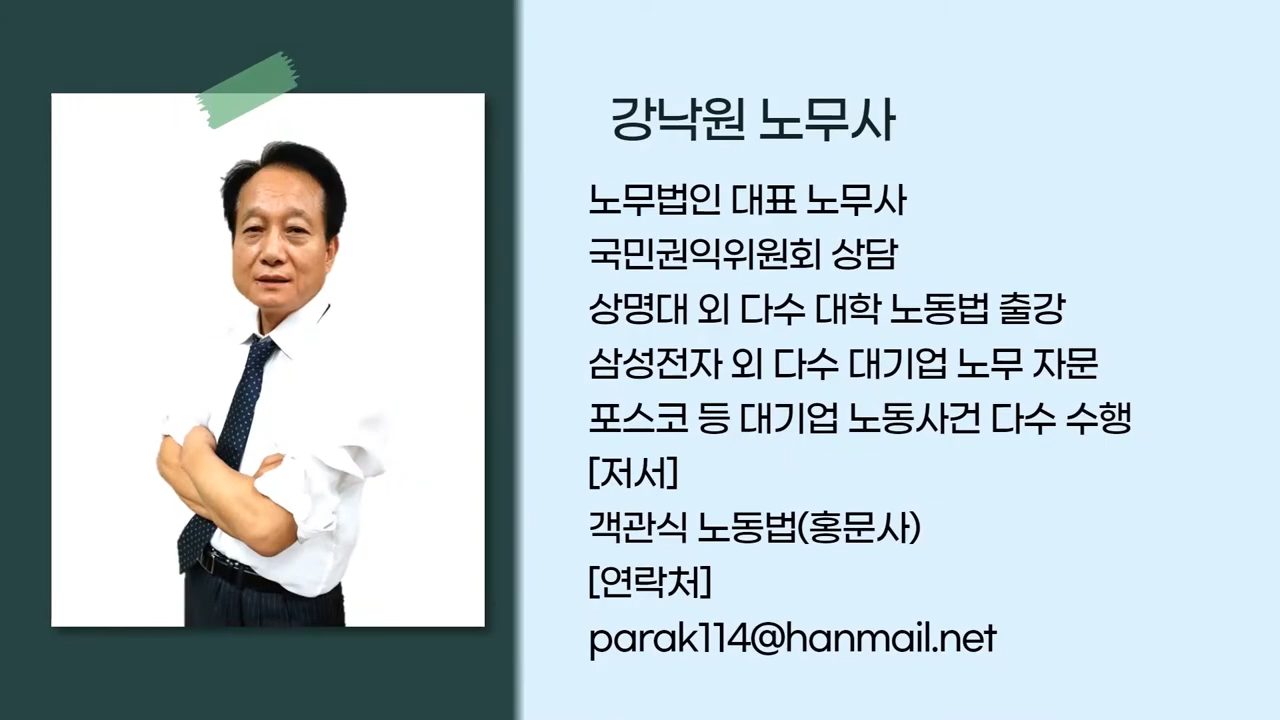 강낙원 노무사
노무법인 대표 노무사
국민권익위원회 상담
상명대 외 다수 대학 노동법 출강
삼성전자 외 다수 대기업 노무 자문
포스코 등 대기업 노동사건 다수 수행
[저서]
객관식 노동법(홍문사)
[연락처]
parak114@hanmail.net